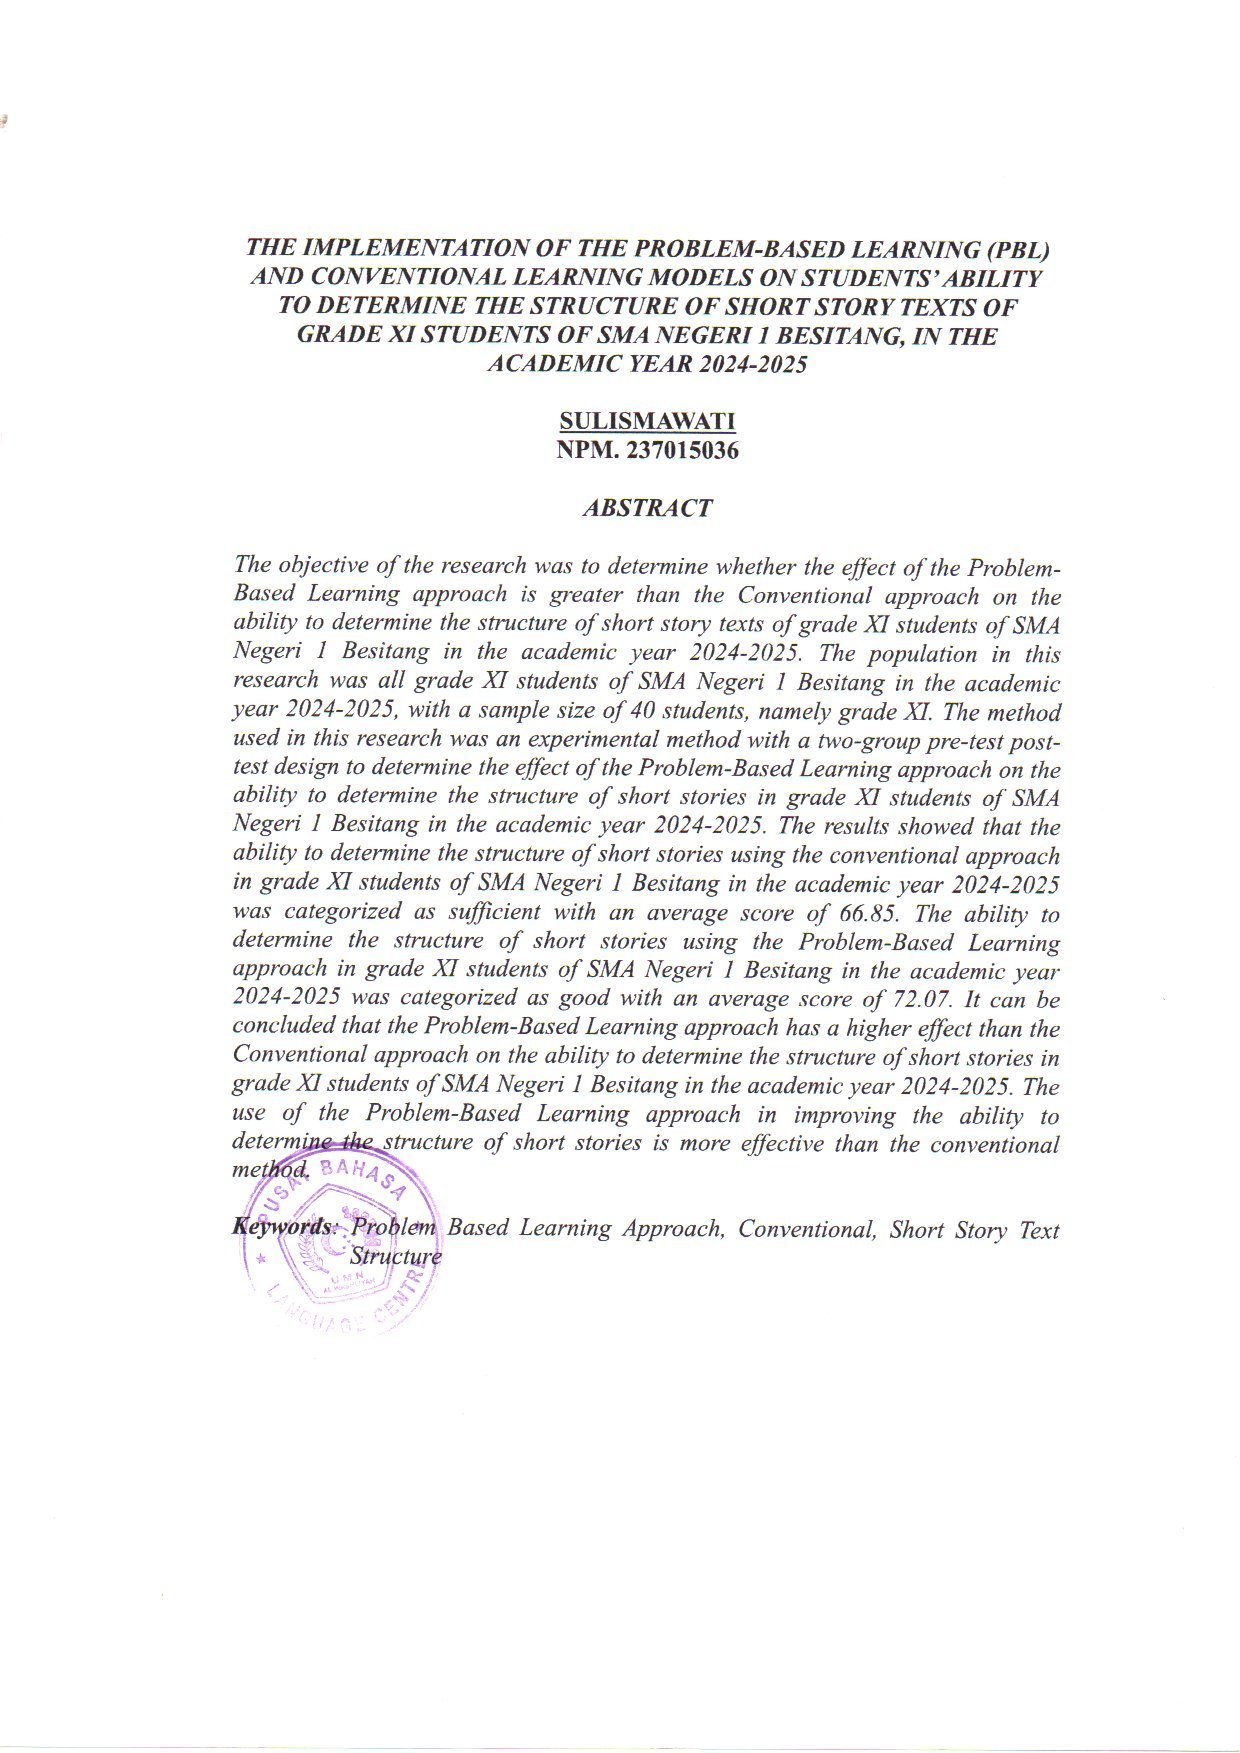 THE IMPLEMENTATION OF THE PROBLEM-BASED LEARNING (PBL)
AND CONVENTIONAL LEARNING MODELS ON STUDENTS' ABILITY
TO DETERMINE THE STRUCTURE OF SHORT STORY TEXTS OF
GRADE XI STUDENTS OF SMA NEGERI 1 BESITANG, IN THE
ACADEMIC YEAR 2024-2025
SULISMAWATI
NPM. 237015036
ABSTRACT
The objective of the research was to determine whether the effect of the Problem-
Based Learning approach is greater than the Conventional approach on the
ability to determine the structure of short story texts of grade XI students of SMA
Negeri 1 Besitang in the academic year 2024-2025. The population in this
research was all grade XI students of SMA Negeri 1 Besitang in the academic
year 2024-2025, with a sample size of 40 students, namely grade XI. The method
used in this research was an experimental method with a two-group pre-test post-
test design to determine the effect of the Problem-Based Learning approach on the
ability to determine the structure of short stories in grade XI students of SMA
Negeri 1 Besitang in the academic year 2024-2025. The results showed that the
ability to determine the structure of short stories using the conventional approach
in grade XI students of SMA Negeri 1 Besitang in the academic year 2024-2025
was categorized as sufficient with an average score of 66.85. The ability to
determine the structure of short stories using the Problem-Based Learning
approach in grade XI students of SMA Negeri 1 Besitang in the academic year
2024-2025 was categorized as good with an average score of 72.07. It can be
concluded that the Problem-Based Learning approach has a higher effect than the
Conventional approach on the ability to determine the structure of short stories in
grade XI students of SMA Negeri 1 Besitang in the academic year 2024-2025. The
use of the Problem-Based Learning approach in improving the ability to
determine the structure of short stories is more effective than the conventional
method.
Keywords: Problem Based Learning Approach, Conventional, Short Story Text
Structure
PUSAT BAHASA
UMN
LANGUAGE CENTRE